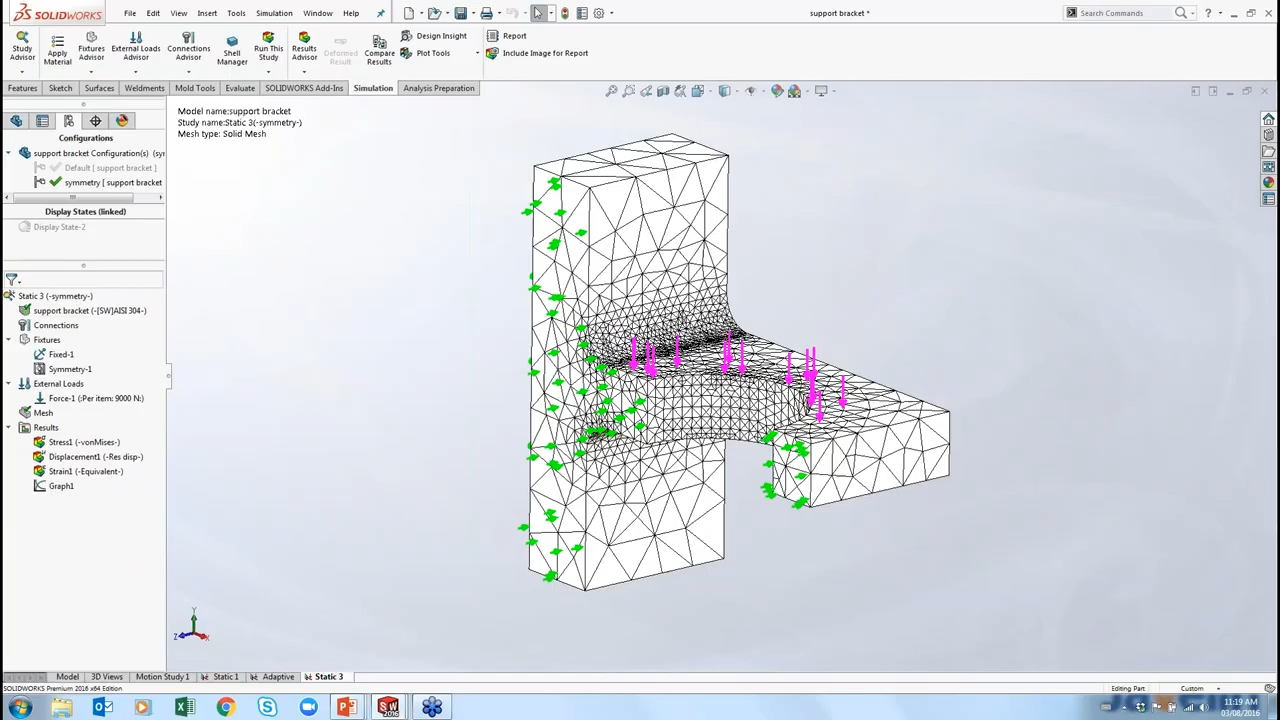 SOLIDWORKS
File Edit View Insert Tools Simulation Window Help
support bracket *
Search Commands
Study Advisor
Apply Material
Fixtures Advisor
External Loads Advisor
Connections Advisor
Shell Manager
Run This Study
Results Advisor
Deformed Result
Compare Results
Design Insight
Plot Tools
Report
Include Image for Report
Features Sketch Surfaces Weldments Mold Tools Evaluate SOLIDWORKS Add-Ins Simulation Analysis Preparation
Model name:support bracket
Study name:Static 3(-symmetry-)
Mesh type: Solid Mesh
Configurations
support bracket Configuration(s) (syr
Default [ support bracket ]
symmetry [ support bracket
Display States (linked)
Display State-2
Static 3 (-symmetry-)
support bracket (-[SW]AISI 304-)
Connections
Fixtures
Fixed-1
Symmetry-1
External Loads
Force-1 (:Per item: 9000 N:)
Mesh
Results
Stress1 (-vonMises-)
Displacement1 (-Res disp-)
Strain1 (-Equivalent-)
Graph1
Y
Z
X
Model 3D Views Motion Study 1 Static 1 Adaptive Static 3
SOLIDWORKS Premium 2016 x64 Edition
Editing Part
Custom
SW 2016
11:19 AM
03/08/2016